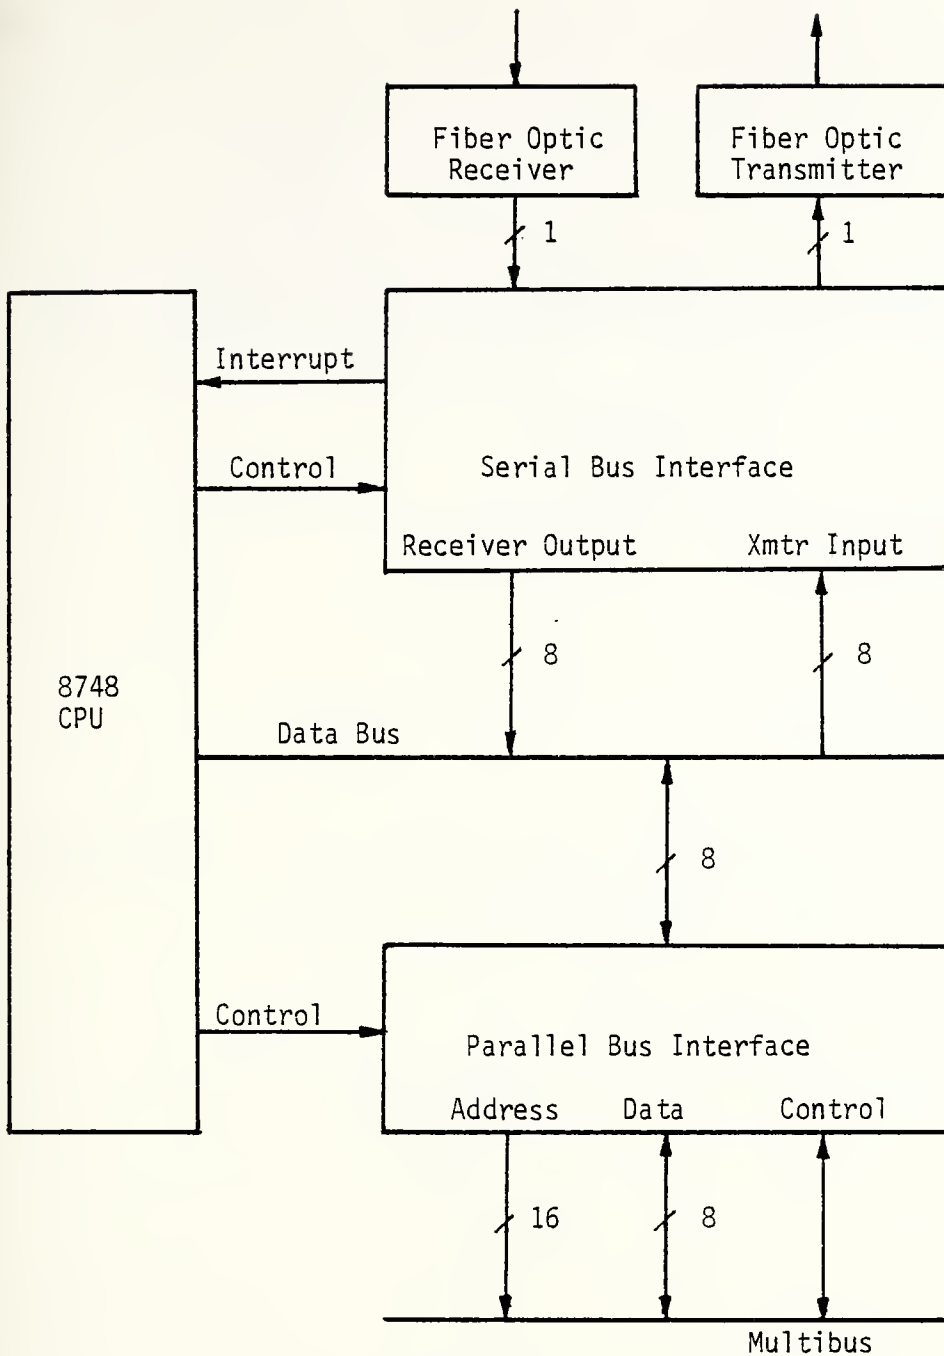 Fiber Optic
Receiver
Fiber Optic
Transmitter
1
1
Interrupt
Control
Serial Bus Interface
Receiver Output
Xmtr Input
8
8
8748
CPU
Data Bus
8
Control
Parallel Bus Interface
Address
Data
Control
16
8
Multibus